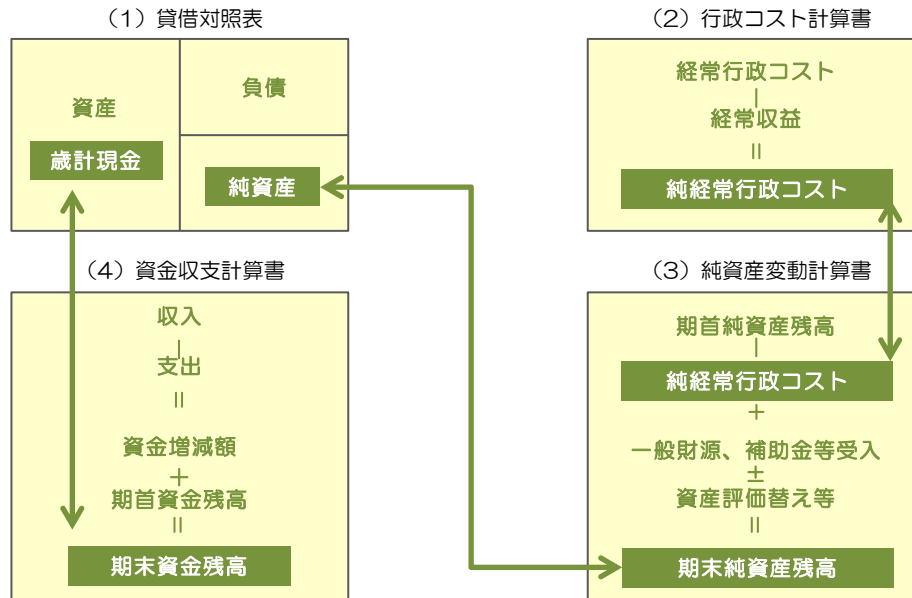 （1）貸借対照表
資産
歳計現金
負債
純資産
（2）行政コスト計算書
経常行政コスト
－
経常収益
＝
純経常行政コスト
（4）資金収支計算書
収入
－
支出
＝
資金増減額
＋
期首資金残高
＝
期末資金残高
（3）純資産変動計算書
期首純資産残高
－
純経常行政コスト
＋
一般財源、補助金等受入
±
資産評価替え等
＝
期末純資産残高